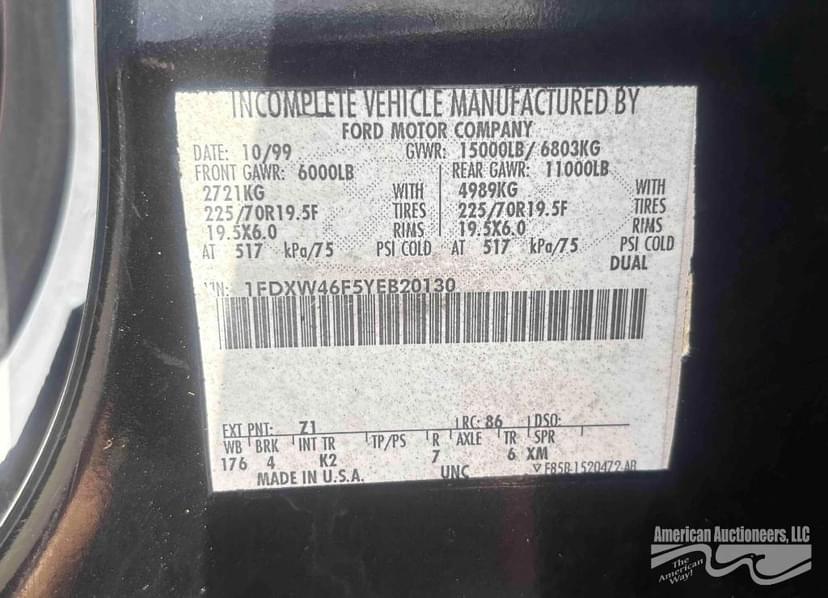 INCOMPLETE VEHICLE MANUFACTURED BY
FORD MOTOR COMPANY
DATE: 10/99 GVWR: 15000LB/ 6803KG
FRONT GAWR: 6000LB REAR GAWR: 11000LB
2721KG WITH 4989KG WITH
225/70R19.5F TIRES 225/70R19.5F TIRES
19.5X6.0 RIMS 19.5X6.0 RIMS
AT 517 kPa/75 PSI COLD AT 517 kPa/75 PSI COLD
DUAL
VIN: 1FDXW46F5YEB20130
EXT PNT: Z1 RC: 86 DSO:
WB BRK INT TR TP/PS R AXLE TR SPR
176 4 K2 7 6 XM
MADE IN U.S.A. UNC F85B-1520472-AB
American Auctioneers, LLC
The
American
Way!